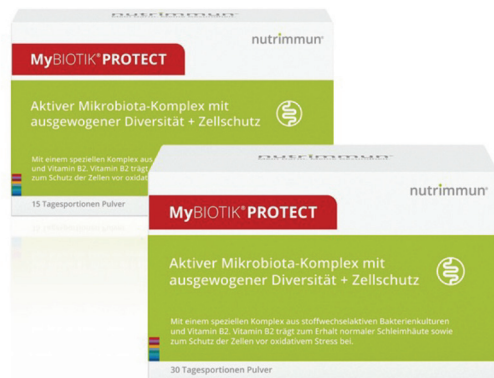 nutrimmun
MyBIOTIK®PROTECT
Aktiver Mikrobiota-Komplex mit
ausgewogener Diversität + Zellschutz
Mit einem speziellen Komplex aus
und Vitamin B2. Vitamin B2 trägt
zum Schutz der Zellen vor oxidat
15 Tagesportionen Pulver
nutrimmun
nutrimmun
MyBIOTIK®PROTECT
Aktiver Mikrobiota-Komplex mit
ausgewogener Diversität + Zellschutz
Mit einem speziellen Komplex aus stoffwechselaktiven Bakterienkulturen
und Vitamin B2. Vitamin B2 trägt zum Erhalt normaler Schleimhäute sowie
zum Schutz der Zellen vor oxidativem Stress bei.
30 Tagesportionen Pulver